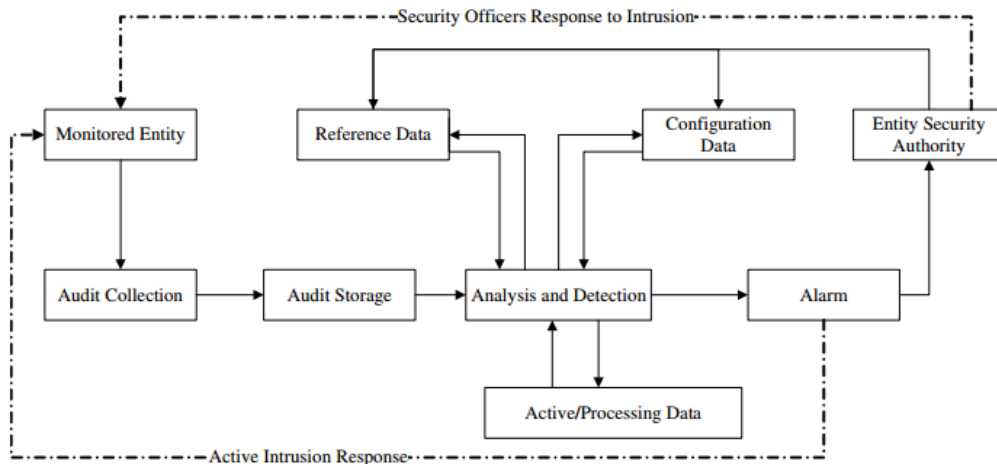 Security Officers Response to Intrusion
Monitored Entity
Reference Data
Configuration
Data
Entity Security
Authority
Audit Collection
Audit Storage
Analysis and Detection
Alarm
Active/Processing Data
Active Intrusion Response